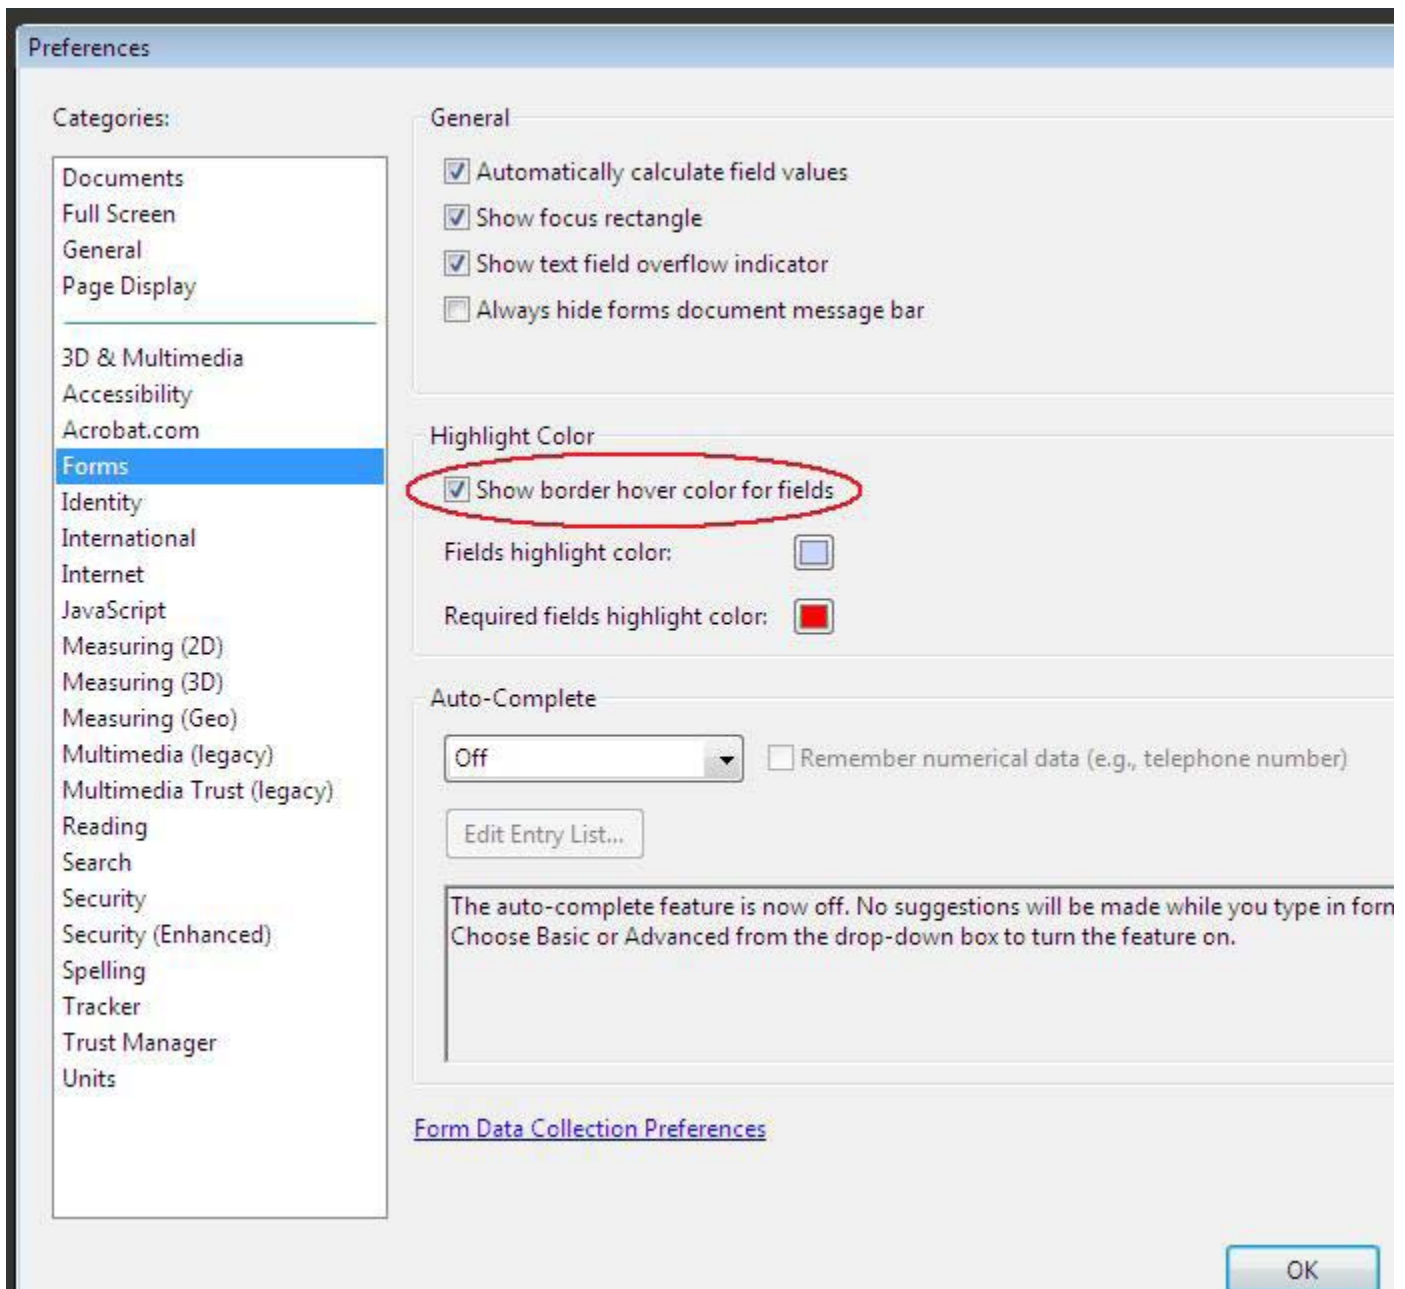 Preferences
Categories:
Documents
Full Screen
General
Page Display
3D & Multimedia
Accessibility
Acrobat.com
Forms
Identity
International
Internet
JavaScript
Measuring (2D)
Measuring (3D)
Measuring (Geo)
Multimedia (legacy)
Multimedia Trust (legacy)
Reading
Search
Security
Security (Enhanced)
Spelling
Tracker
Trust Manager
Units
General
Automatically calculate field values
Show focus rectangle
Show text field overflow indicator
Always hide forms document message bar
Highlight Color
Show border hover color for fields
Fields highlight color:
Required fields highlight color:
Auto-Complete
Off
Remember numerical data (e.g., telephone number)
Edit Entry List...
The auto-complete feature is now off. No suggestions will be made while you type in
Choose Basic or Advanced from the drop-down box to turn the feature on.
Form Data Collection Preferences
OK